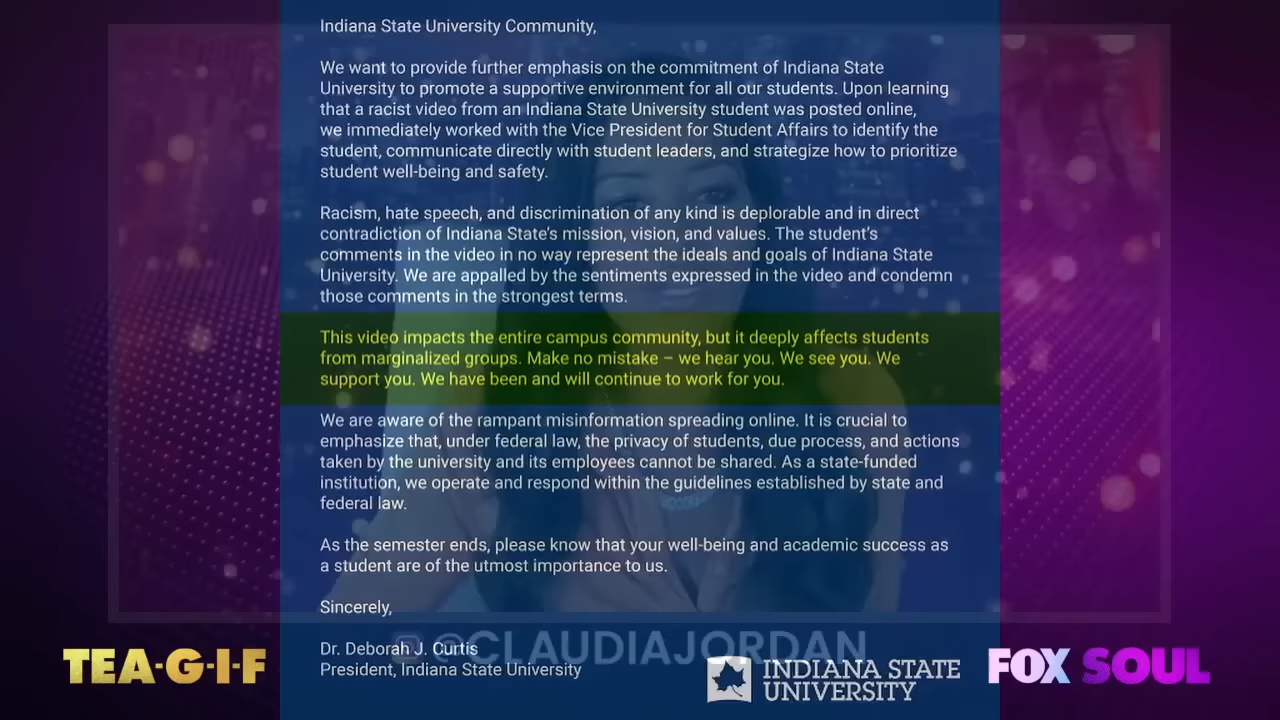 Indiana State University Community,
We want to provide further emphasis on the commitment of Indiana State
University to promote a supportive environment for all our students. Upon learning
that a racist video from an Indiana State University student was posted online,
we immediately worked with the Vice President for Student Affairs to identify the
student, communicate directly with student leaders, and strategize how to prioritize
student well-being and safety.
Racism, hate speech, and discrimination of any kind is deplorable and in direct
contradiction of Indiana State's mission, vision, and values. The student's
comments in the video in no way represent the ideals and goals of Indiana State
University. We are appalled by the sentiments expressed in the video and condemn
those comments in the strongest terms.
This video impacts the entire campus community, but it deeply affects students
from marginalized groups. Make no mistake – we hear you. We see you. We
support you. We have been and will continue to work for you.
We are aware of the rampant misinformation spreading online. It is crucial to
emphasize that, under federal law, the privacy of students, due process, and actions
taken by the university and its employees cannot be shared. As a state-funded
institution, we operate and respond within the guidelines established by state and
federal law.
As the semester ends, please know that your well-being and academic success as
a student are of the utmost importance to us.
Sincerely,
Dr. Deborah J. Curtis
President, Indiana State University
@CLAUDIAJORDAN
INDIANA STATE
UNIVERSITY
TEA-G-I-F
FOX SOUL